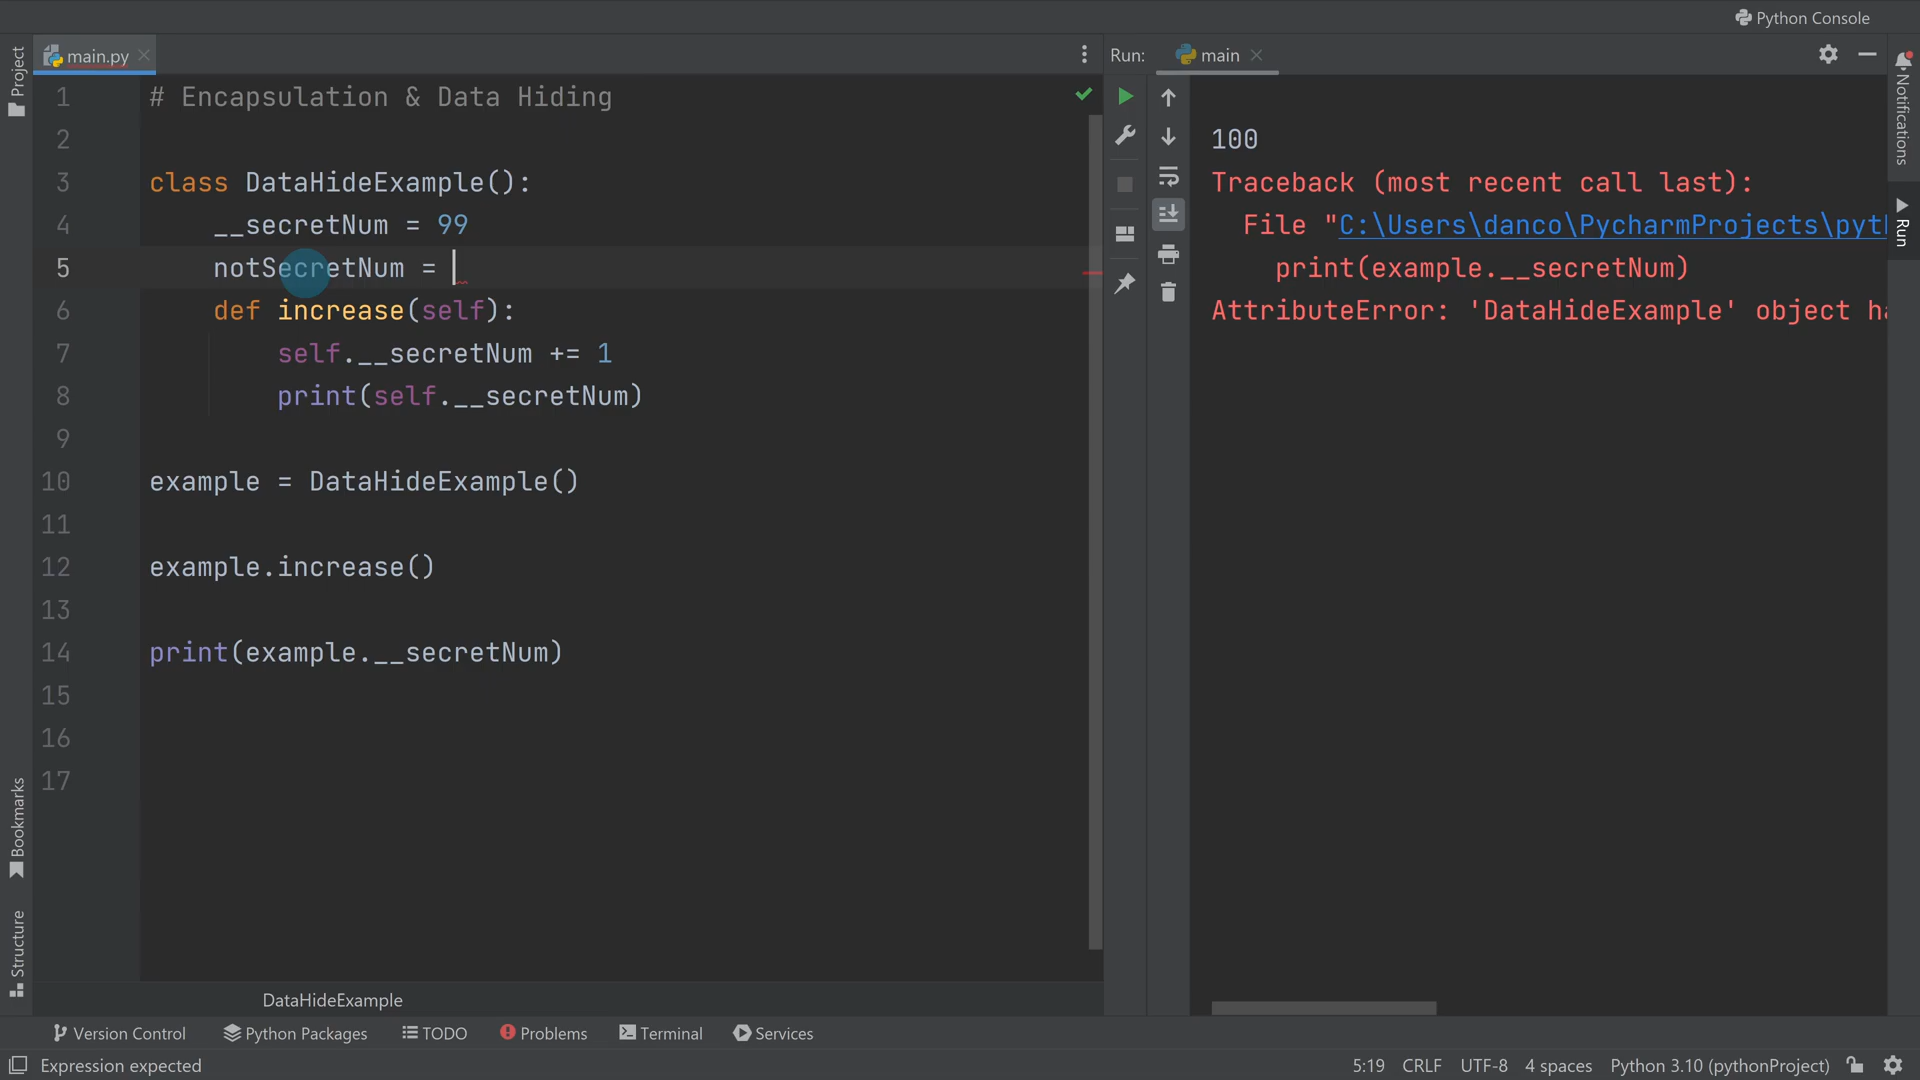 Python Console
Project
main.py
Run:
main
Notifications
Run
1 # Encapsulation & Data Hiding
2
3 class DataHideExample():
4 __secretNum = 99
5 notSecretNum =
6 def increase(self):
7 self.__secretNum += 1
8 print(self.__secretNum)
9
10 example = DataHideExample()
11
12 example.increase()
13
14 print(example.__secretNum)
15
16
17
100
Traceback (most recent call last):
File "C:\Users\danco\PycharmProjects\pyt
print(example.__secretNum)
AttributeError: 'DataHideExample' object ha
Bookmarks
Structure
DataHideExample
Version Control
Python Packages
TODO
Problems
Terminal
Services
Expression expected
5:19
CRLF
UTF-8
4 spaces
Python 3.10 (pythonProject)